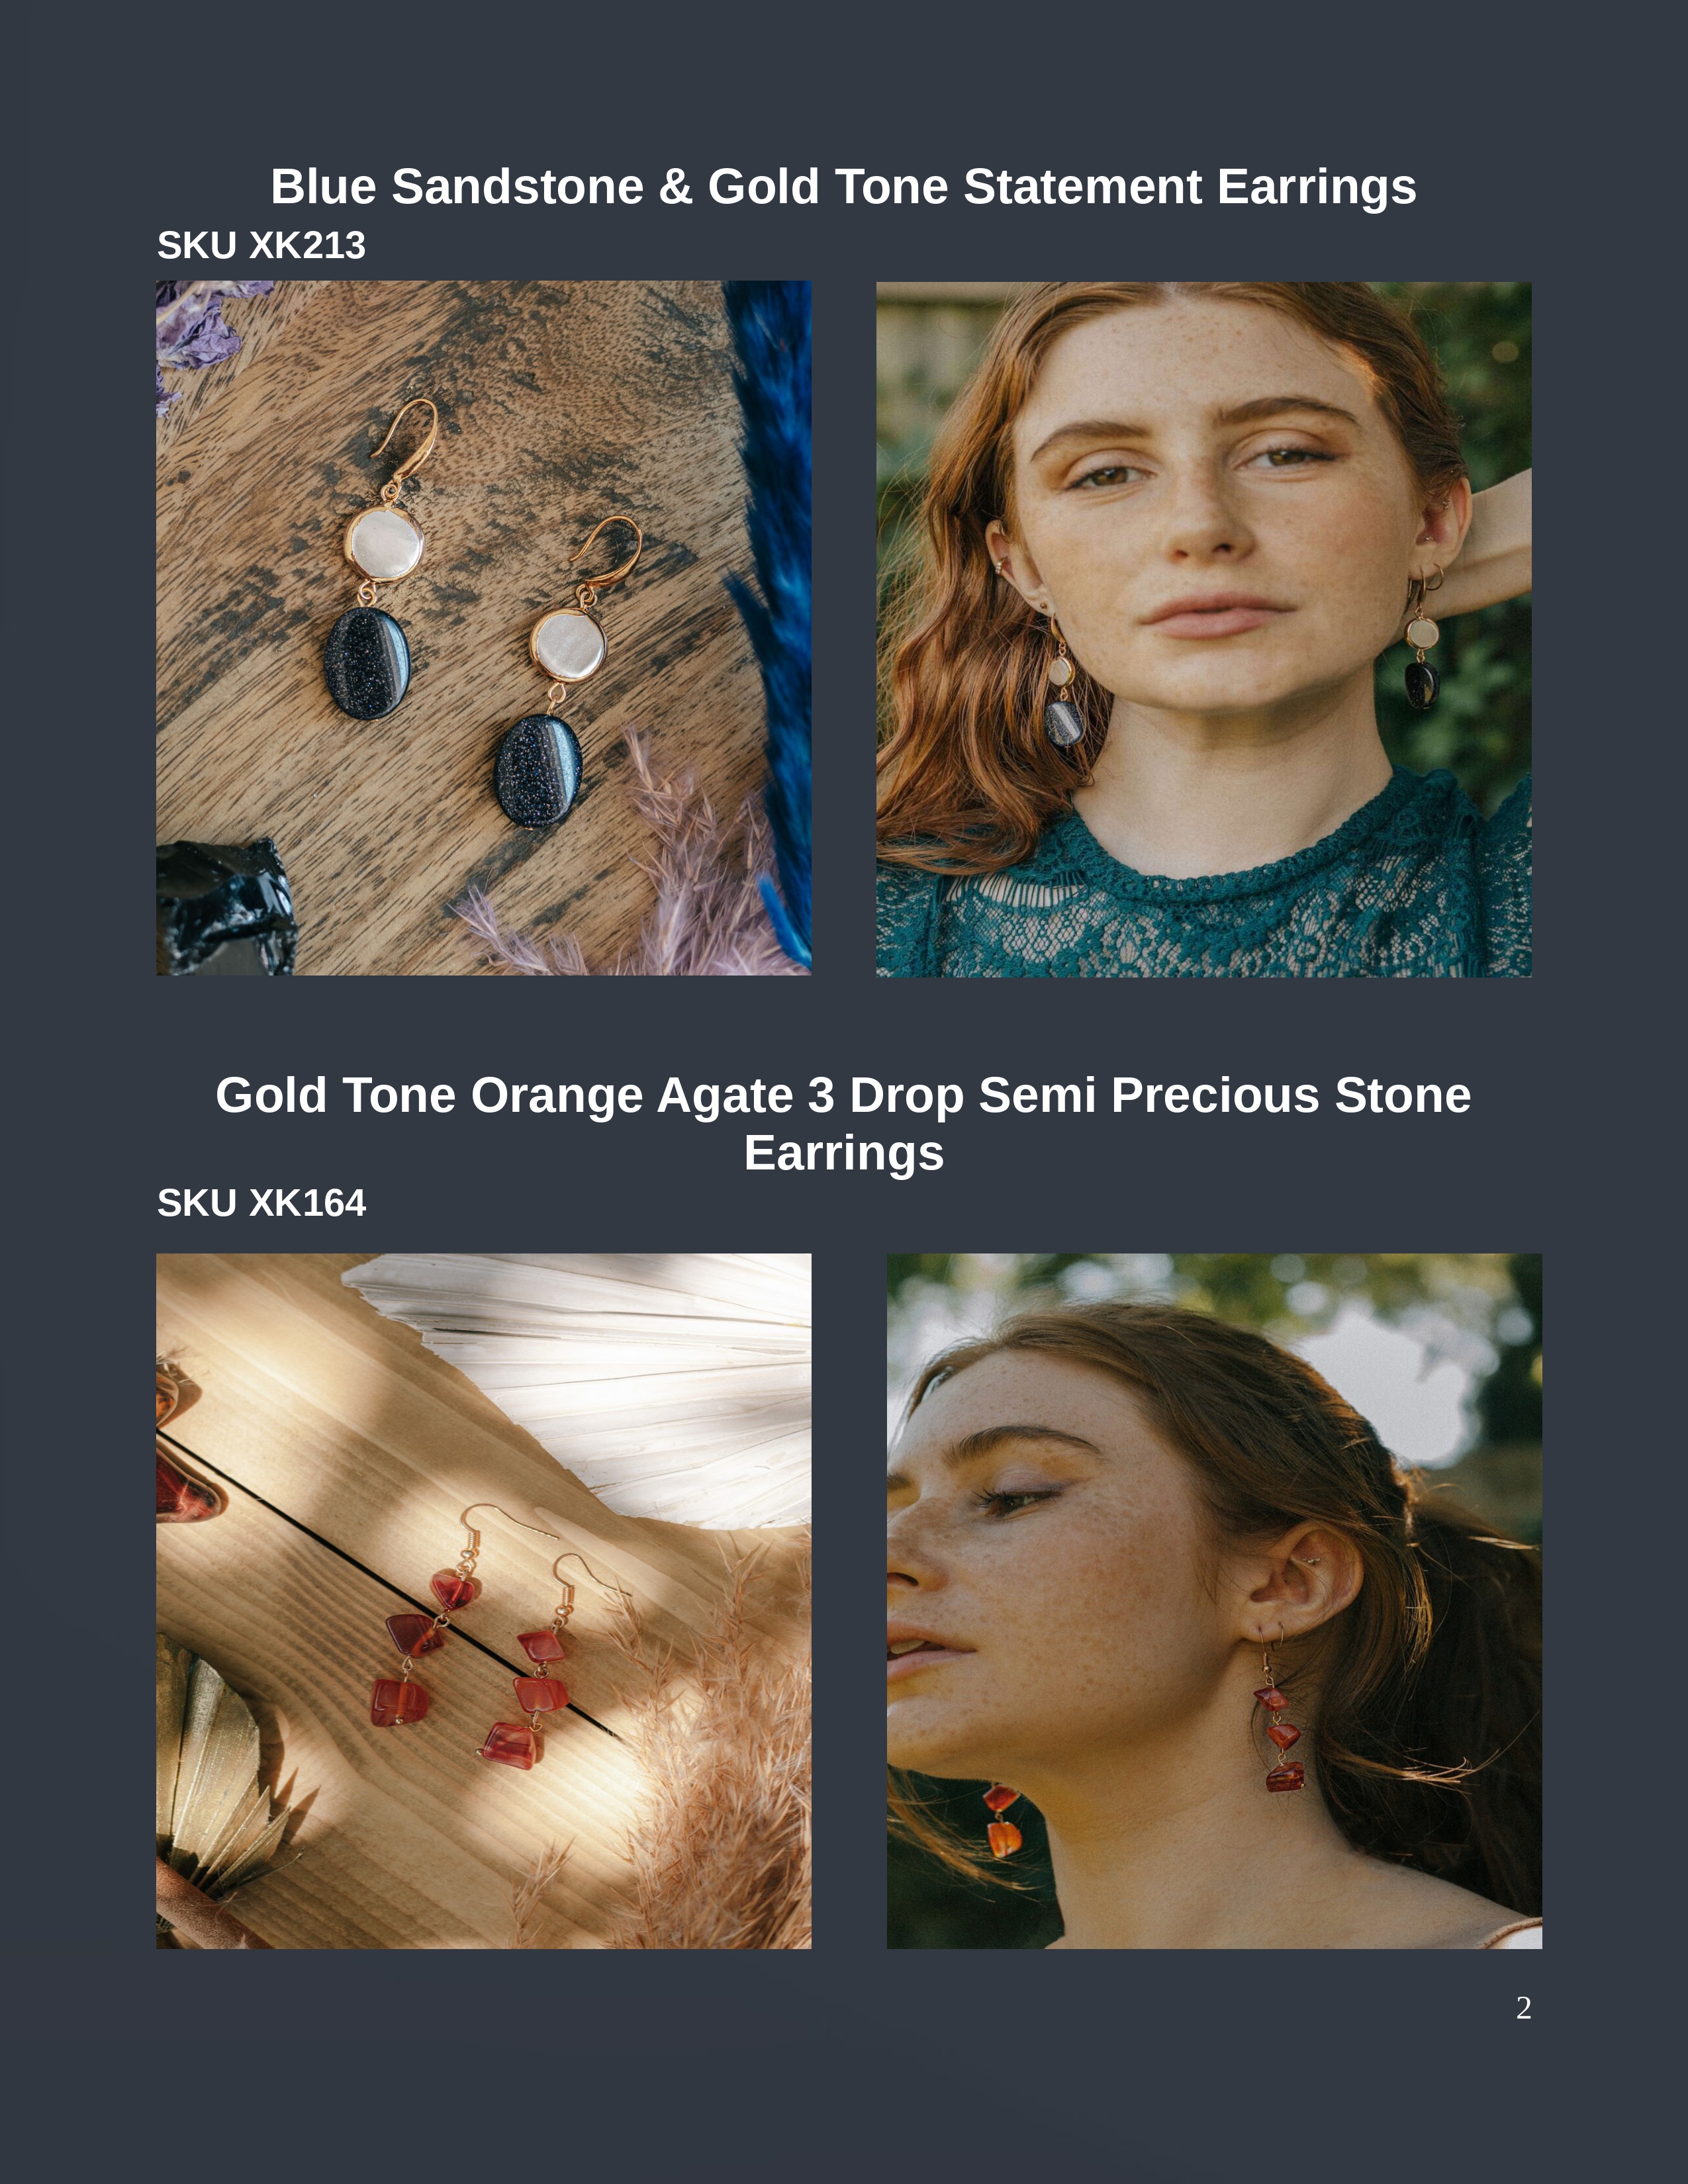 Blue Sandstone & Gold Tone Statement Earrings
SKU XK213
Gold Tone Orange Agate 3 Drop Semi Precious Stone
Earrings
SKU XK164
2